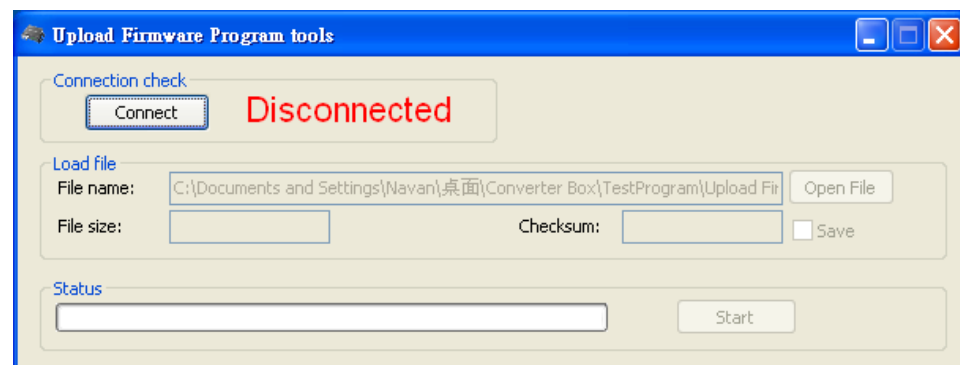 Upload Firmware Program tools
Connection check
Connect
Disconnected
Load file
File name:
C:\Documents and Settings\Navan\桌面\Converter Box\TestProgram\Upload Fir
Open File
File size:
Checksum:
Save
Status
Start